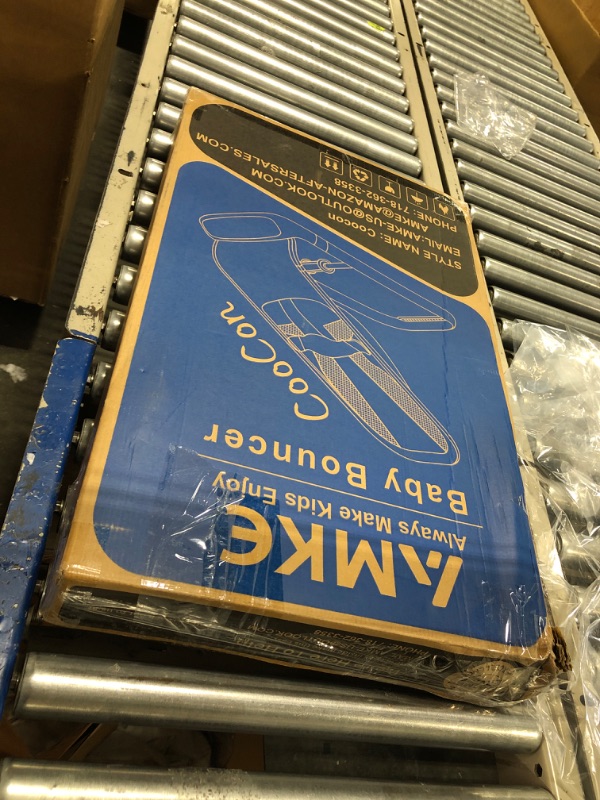 AMKE
Always Make Kids Enjoy
Baby Bouncer
CooCon
STYLE NAME: Coocon
EMAIL:AMKE-US@OUTLOOK.COM
AMKE@AMAZON-AFTERSALES.COM
PHONE: 718-362-3358